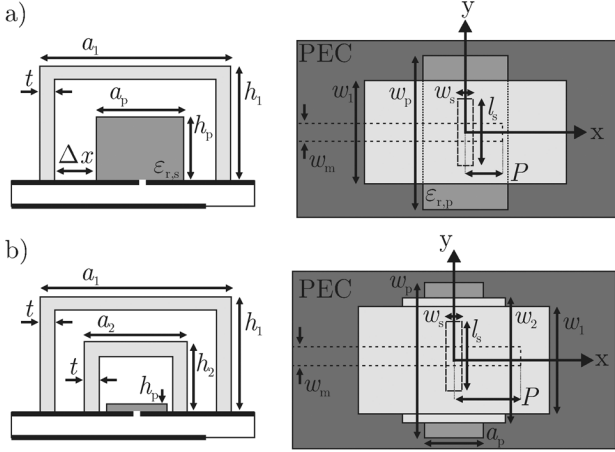 a)
a₁
t
aₚ
h₁
hₚ
Δx
εᵣ,ₛ
y
PEC
w₁
wₚ
wₛ
lₛ
x
wₘ
P
εᵣ,ₚ
b)
a₁
t
a₂
h₁
t
h₂
hₚ
y
PEC
wₚ
wₛ
lₛ
w₂
w₁
x
wₘ
P
aₚ